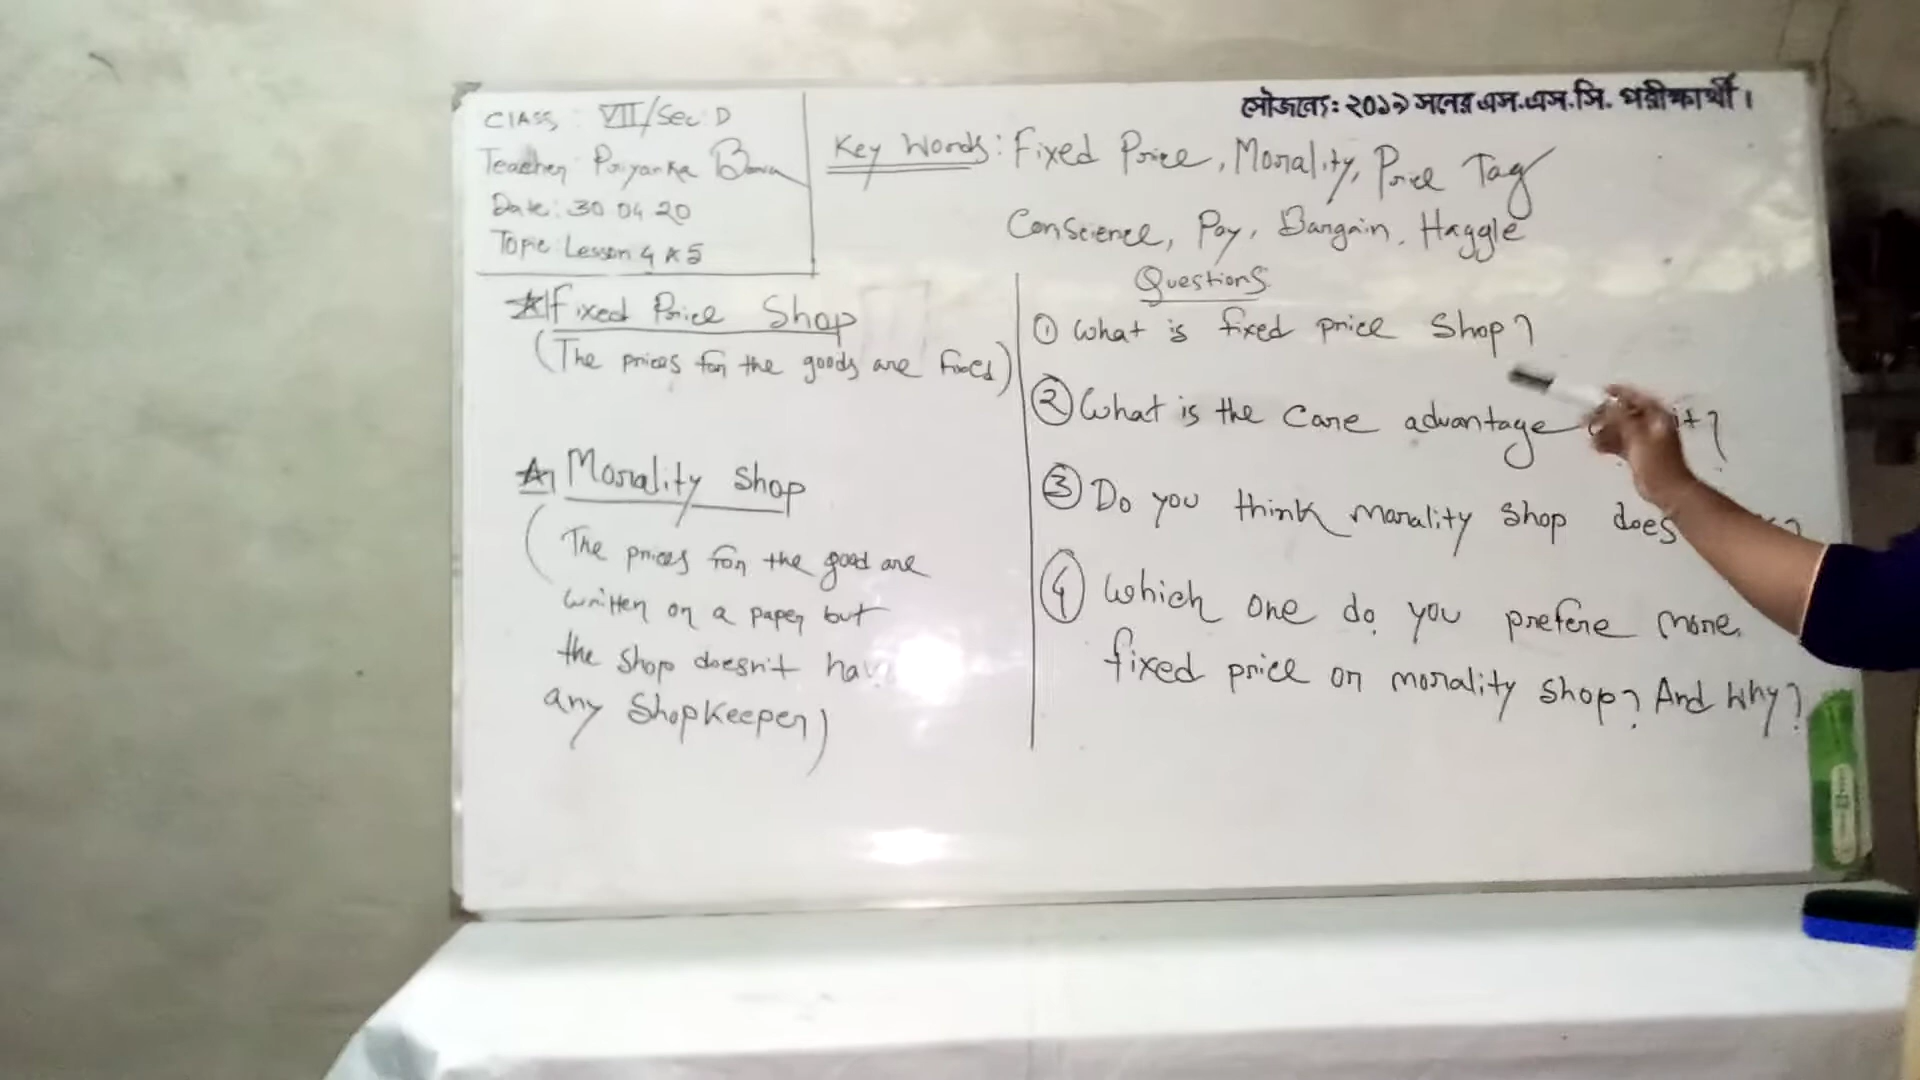 CLASS : VII/Sec: D
Teacher: Priyanka
Date: 30 04 20
Topic: Lesson 4 & 5
সৌজন্যে: ২০১৯ সনের এস.এস.সি. পরীক্ষার্থী।
Key Words: Fixed Price, Morality, Price Tag
Conscience, Pay, Bargain, Haggle
Fixed Price Shop
(The prices for the goods are fixed)
Morality Shop
(The prices for the good are
written on a paper but
the shop doesn't
any Shopkeeper)
Questions
① What is fixed price Shop?
② What is the care advantage it?
③ Do you think morality shop does
④ Which one do you prefere more,
fixed price or morality shop? And why?